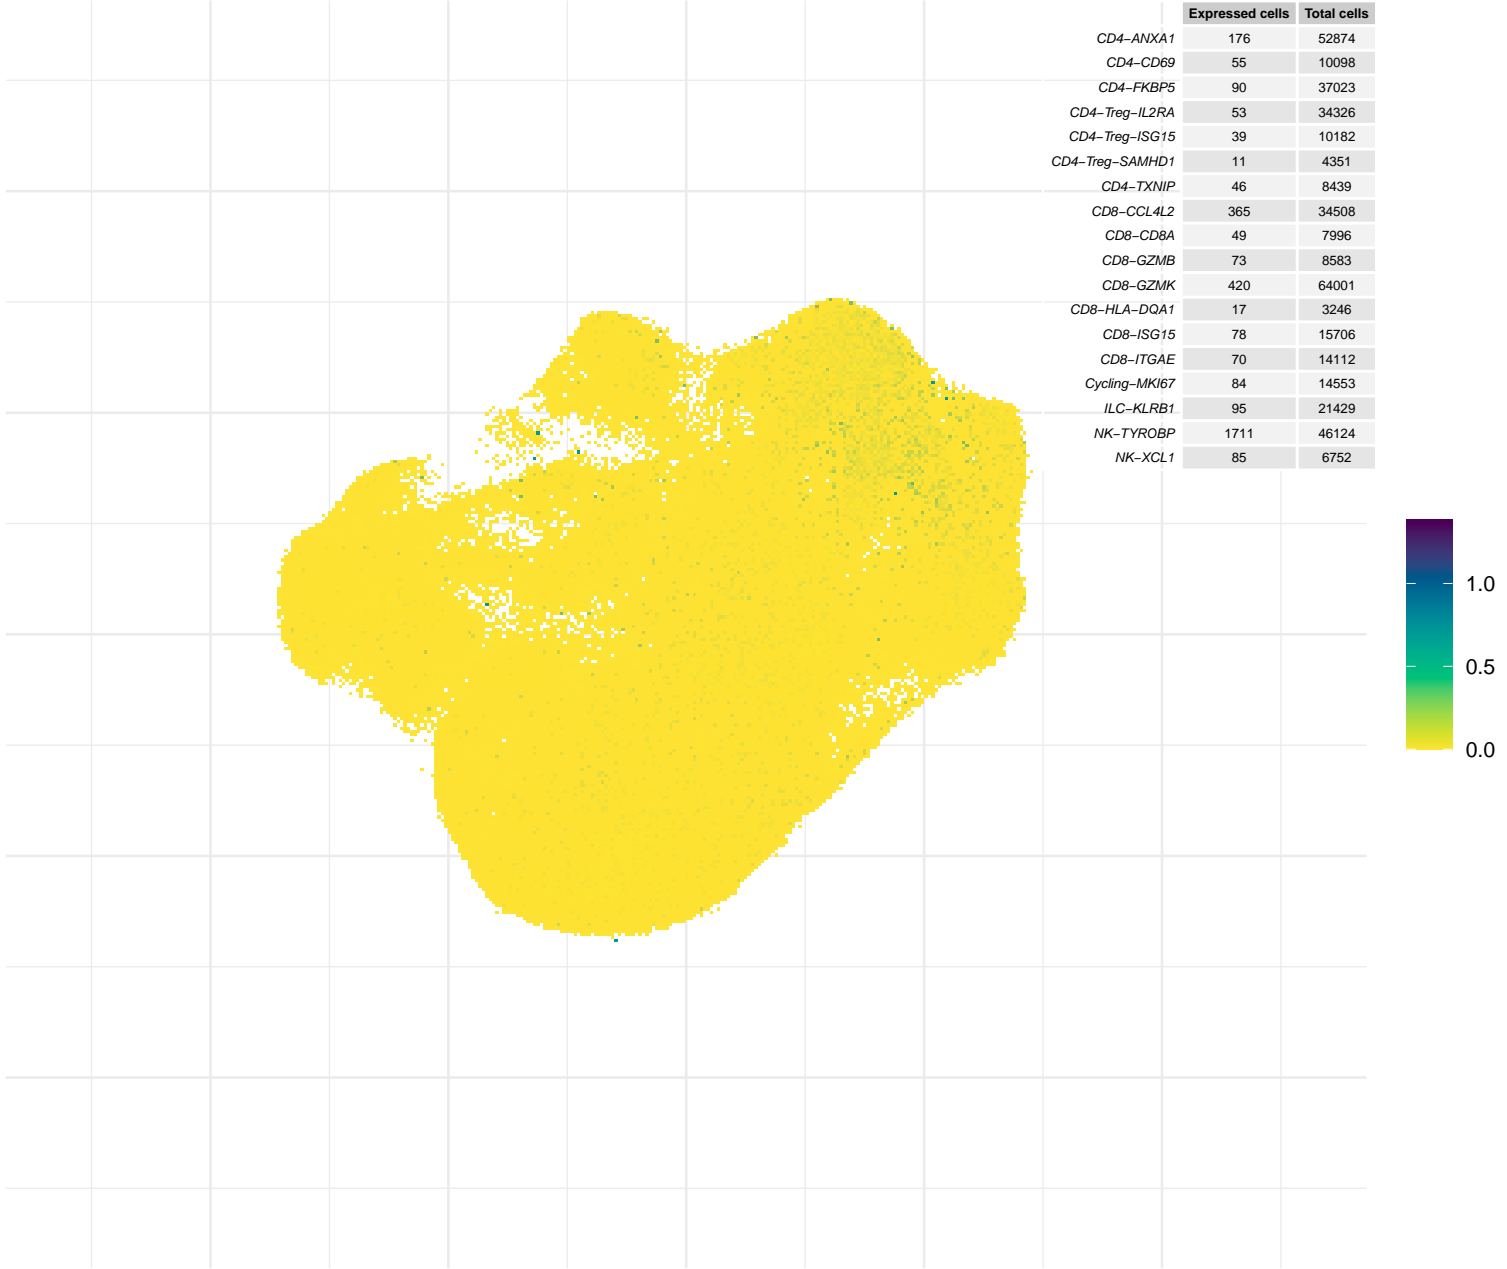 Expressed cells Total cells
CD4−ANXA1 176 52874
CD4−CD69 55 10098
CD4−FKBP5 90 37023
CD4−Treg−IL2RA 53 34326
CD4−Treg−ISG15 39 10182
CD4−Treg−SAMHD1 11 4351
CD4−TXNIP 46 8439
CD8−CCL4L2 365 34508
CD8−CD8A 49 7996
CD8−GZMB 73 8583
CD8−GZMK 420 64001
CD8−HLA−DQA1 17 3246
CD8−ISG15 78 15706
CD8−ITGAE 70 14112
Cycling−MKI67 84 14553
ILC−KLRB1 95 21429
NK−TYROBP 1711 46124
NK−XCL1 85 6752
1.0
0.5
0.0